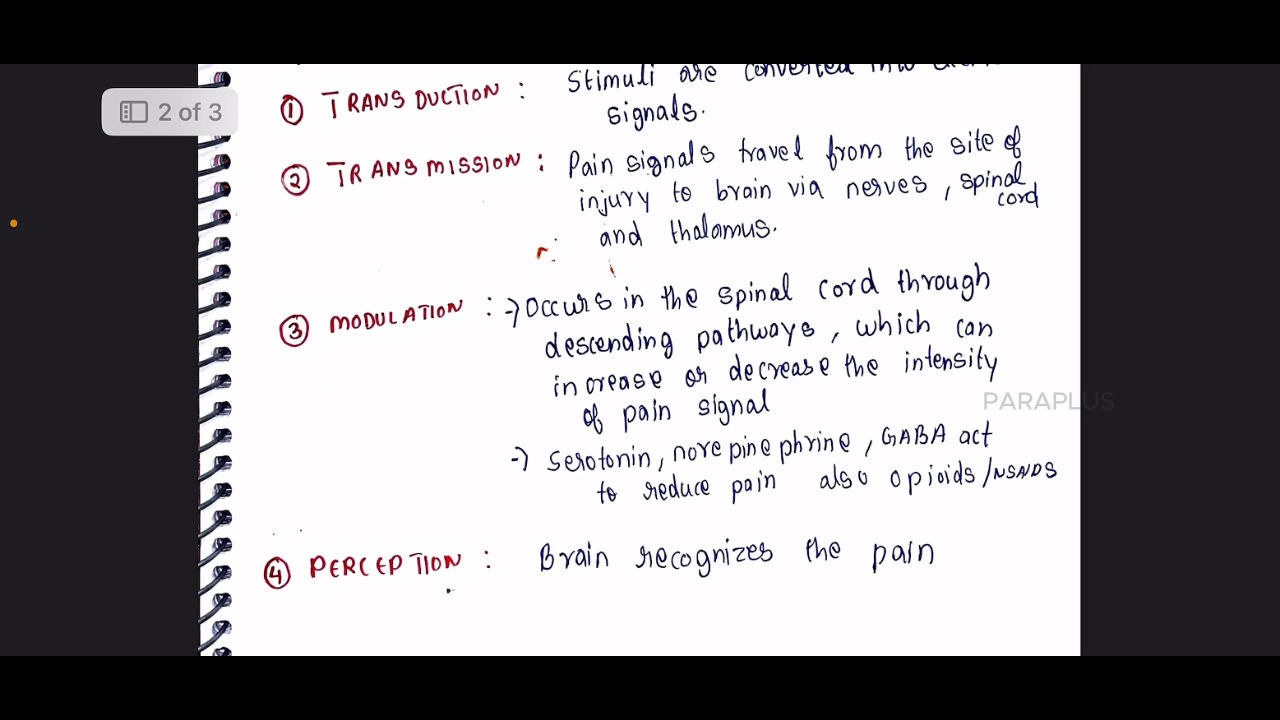 2 of 3
① TRANSDUCTION : Stimuli are converted into
signals.
② TRANSMISSION : Pain signals travel from the site of
injury to brain via nerves, spinal
cord
and thalamus.
③ MODULATION : → Occurs in the spinal cord through
descending pathways, which can
increase or decrease the intensity
of pain signal
PARAPLUS
→ Serotonin, norepinephrine, GABA act
to reduce pain also opioids/NSAIDS
④ PERCEPTION : Brain recognizes the pain